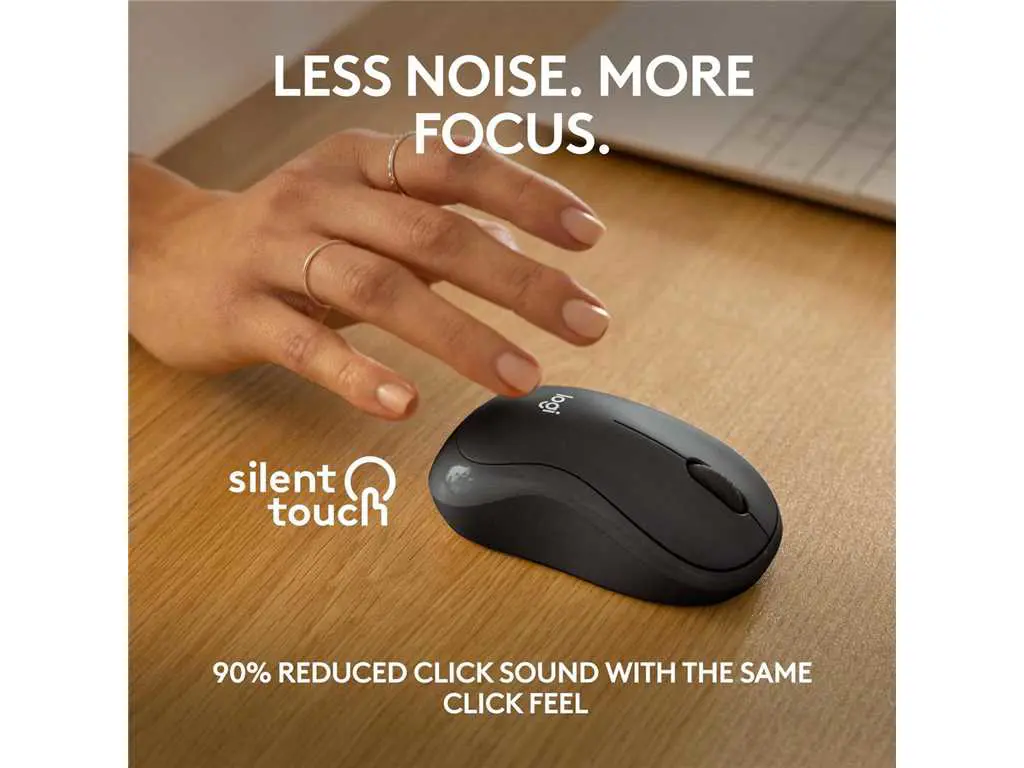 LESS NOISE. MORE
FOCUS.
logi
silent
touch
90% REDUCED CLICK SOUND WITH THE SAME
CLICK FEEL